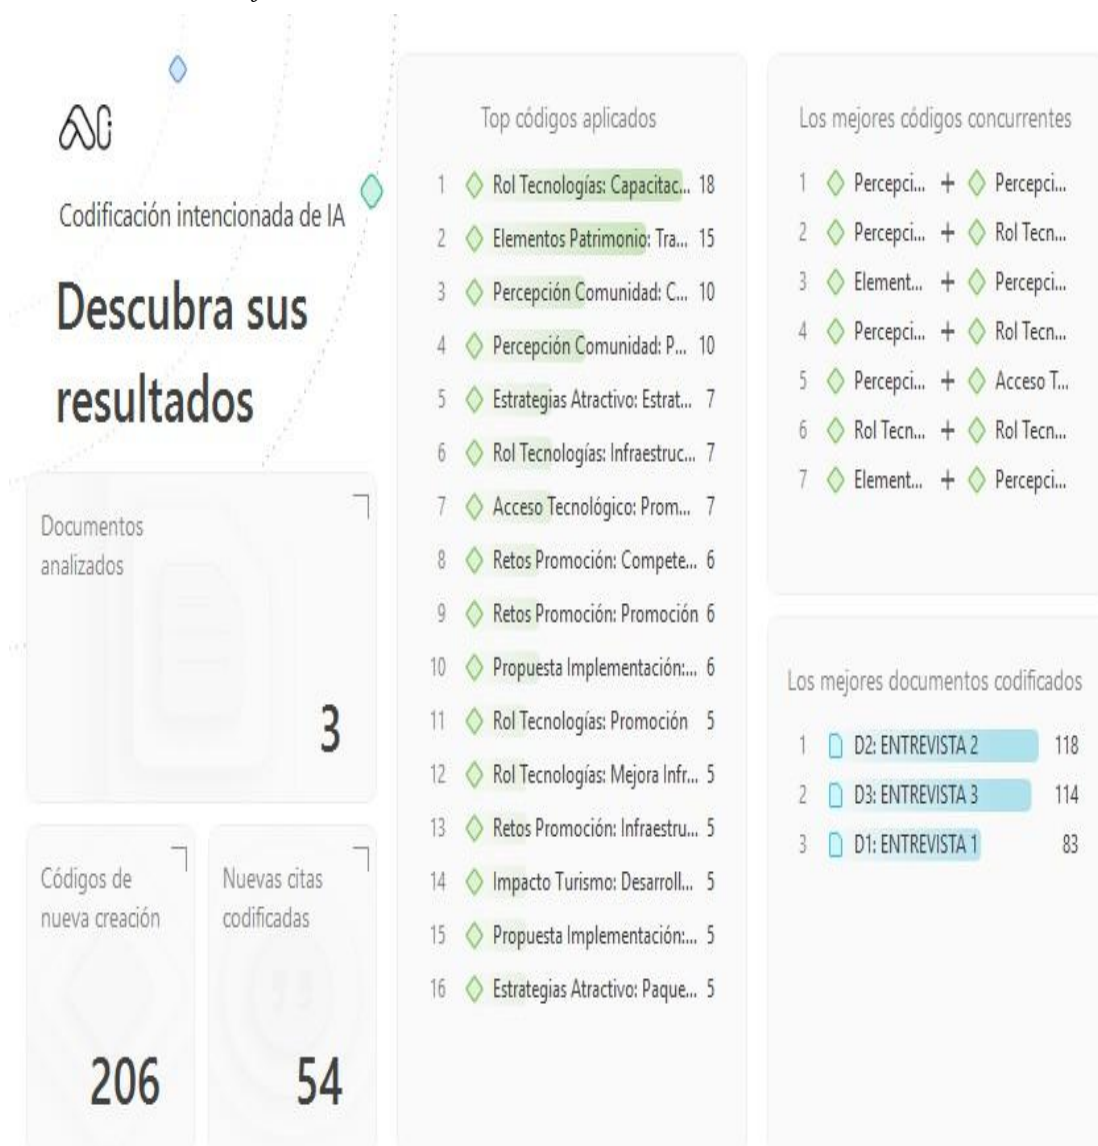 AI
Codificación intencionada de IA
Descubra sus
resultados
Documentos
analizados
3
Códigos de
nueva creación
206
Nuevas citas
codificadas
54
Top códigos aplicados
1 Rol Tecnologías: Capacitac... 18
2 Elementos Patrimonio: Tra... 15
3 Percepción Comunidad: C... 10
4 Percepción Comunidad: P... 10
5 Estrategias Atractivo: Estrat... 7
6 Rol Tecnologías: Infraestruc... 7
7 Acceso Tecnológico: Prom... 7
8 Retos Promoción: Compete... 6
9 Retos Promoción: Promoción 6
10 Propuesta Implementación:... 6
11 Rol Tecnologías: Promoción 5
12 Rol Tecnologías: Mejora Infr... 5
13 Retos Promoción: Infraestru... 5
14 Impacto Turismo: Desarroll... 5
15 Propuesta Implementación:... 5
16 Estrategias Atractivo: Paque... 5
Los mejores códigos concurrentes
1 Percepci... + Percepci...
2 Percepci... + Rol Tecn...
3 Element... + Percepci...
4 Percepci... + Rol Tecn...
5 Percepci... + Acceso T...
6 Rol Tecn... + Rol Tecn...
7 Element... + Percepci...
Los mejores documentos codificados
1 D2: ENTREVISTA 2 118
2 D3: ENTREVISTA 3 114
3 D1: ENTREVISTA 1 83